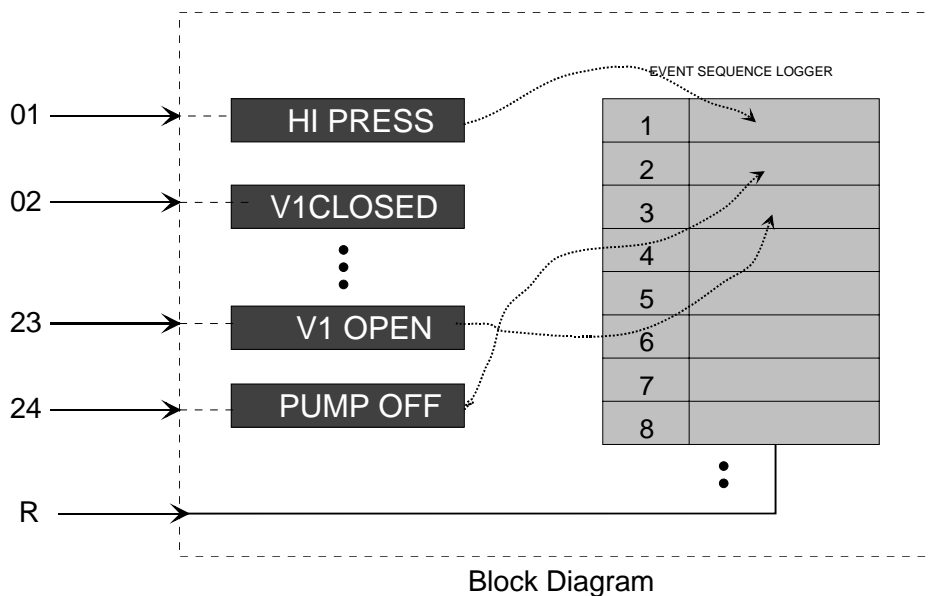 EVENT SEQUENCE LOGGER
01
HI PRESS
1
2
02
V1CLOSED
3
4
5
23
V1 OPEN
6
7
24
PUMP OFF
8
R
Block Diagram